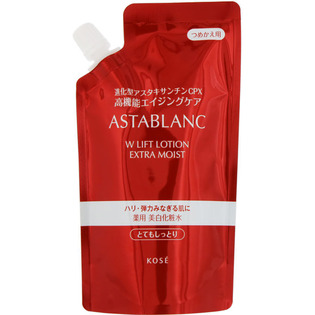 つめかえ用
進化型アスタキサンチンCPX
高機能エイジングケア
ASTABLANC
W LIFT LOTION
EXTRA MOIST
ハリ・弾力みなぎる肌に
薬用 美白化粧水
とてもしっとり
KOSÉ